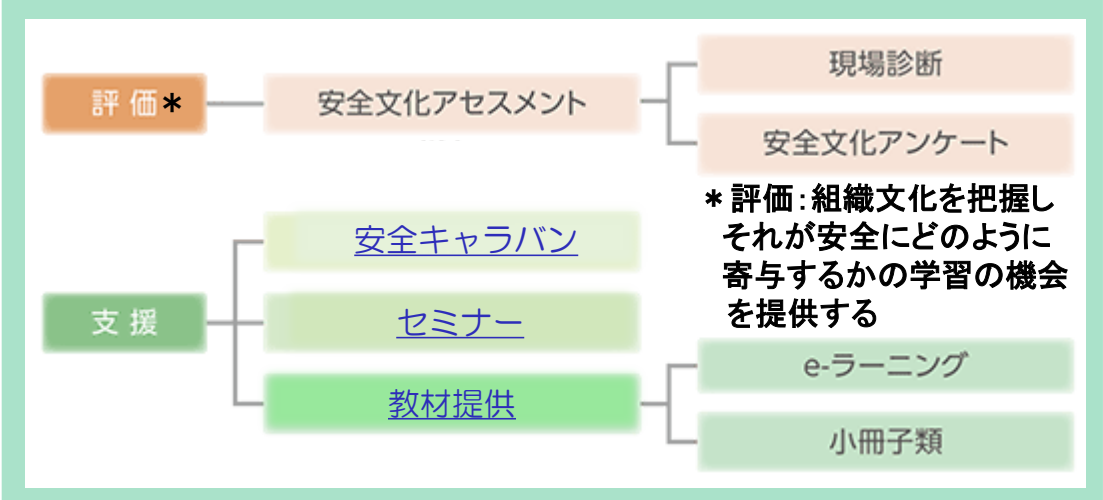 評価*
安全文化アセスメント
現場診断
安全文化アンケート
*評価:組織文化を把握し
それが安全にどのように
寄与するかの学習の機会
を提供する
支援
安全キャラバン
セミナー
教材提供
e-ラーニング
小冊子類